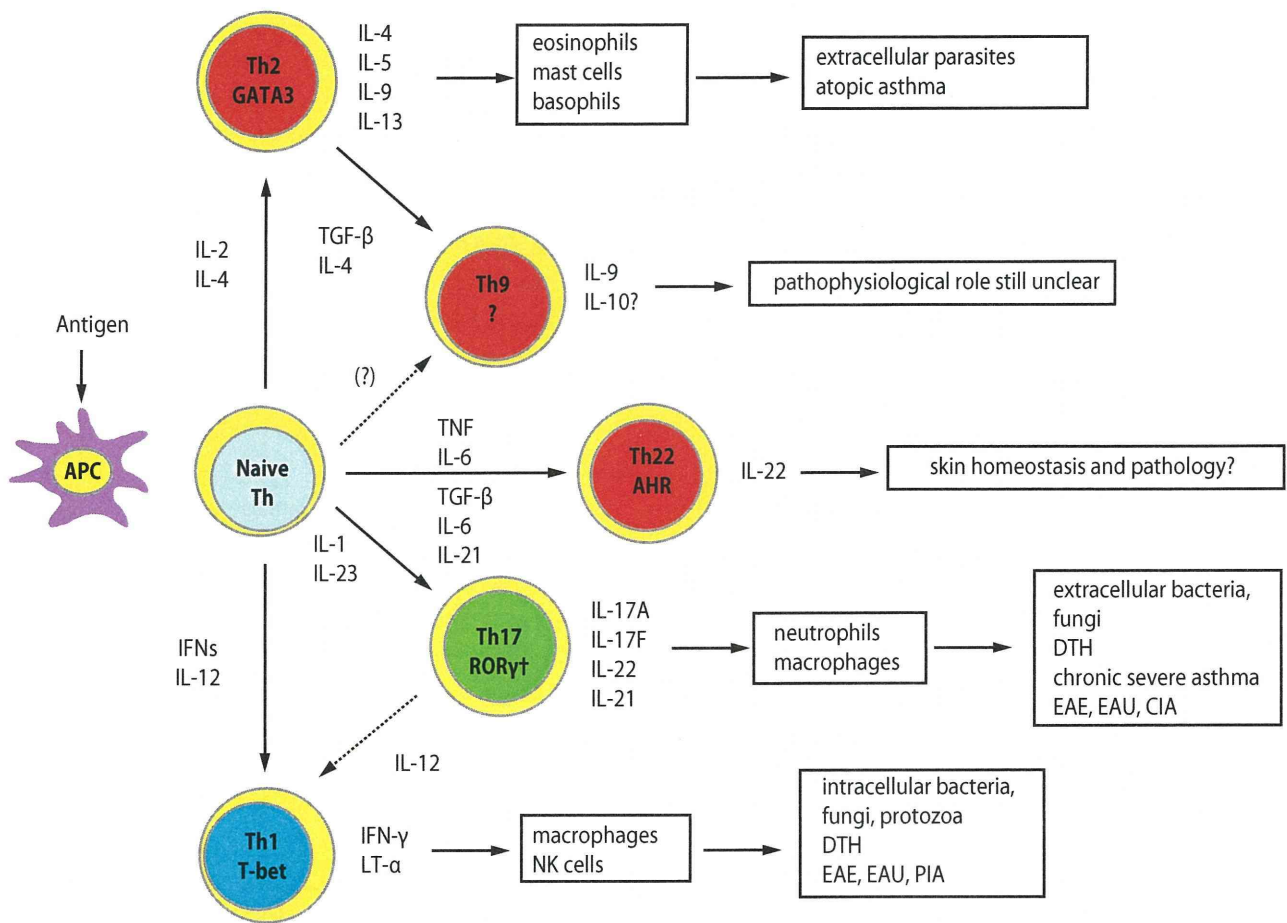 Th2
GATA3
IL-4
IL-5
IL-9
IL-13
eosinophils
mast cells
basophils
extracellular parasites
atopic asthma
IL-2
IL-4
TGF-β
IL-4
Th9
?
IL-9
IL-10?
pathophysiological role still unclear
Antigen
APC
(?)
Naive
Th
TNF
IL-6
Th22
AHR
IL-22
skin homeostasis and pathology?
TGF-β
IL-6
IL-21
IL-1
IL-23
Th17
RORγ†
IL-17A
IL-17F
IL-22
IL-21
neutrophils
macrophages
extracellular bacteria,
fungi
DTH
chronic severe asthma
EAE, EAU, CIA
IFNs
IL-12
IL-12
Th1
T-bet
IFN-γ
LT-α
macrophages
NK cells
intracellular bacteria,
fungi, protozoa
DTH
EAE, EAU, PIA